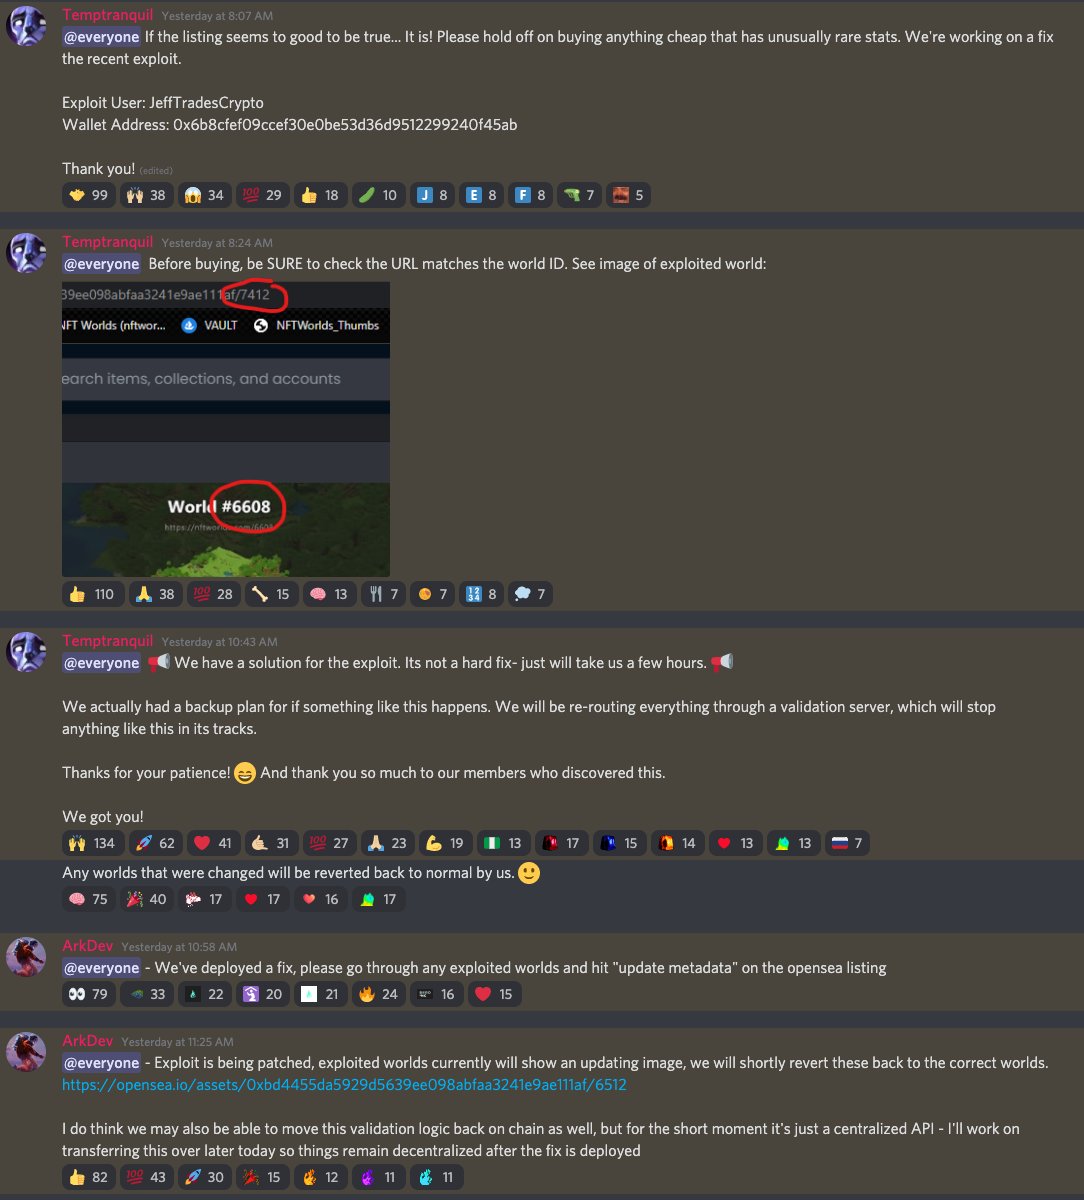 Temptranquil Yesterday at 8:07 AM
@everyone If the listing seems to good to be true... It is! Please hold off on buying anything cheap that has unusually rare stats. We're working on a fix
the recent exploit.
Exploit User: JeffTradesCrypto
Wallet Address: 0x6b8cfef09ccef30e0be53d36d9512299240f45ab
Thank you! (edited)
99 38 34 100 29 18 10 J 8 E 8 F 8 7 5
Temptranquil Yesterday at 8:24 AM
@everyone Before buying, be SURE to check the URL matches the world ID. See image of exploited world:
39ee098abfaa3241e9ae111af/7412
NFT Worlds (nftwor... VAULT NFTWorlds_Thumbs
earch items, collections, and accounts
World #6608
https://nftworlds.com/6608
110 38 100 28 15 13 7 7 1234 8 7
Temptranquil Yesterday at 10:43 AM
@everyone We have a solution for the exploit. Its not a hard fix- just will take us a few hours.
We actually had a backup plan for if something like this happens. We will be re-routing everything through a validation server, which will stop
anything like this in its tracks.
Thanks for your patience! And thank you so much to our members who discovered this.
We got you!
134 62 41 31 100 27 23 19 13 17 15 14 13 13 7
Any worlds that were changed will be reverted back to normal by us.
75 40 17 17 16 17
ArkDev Yesterday at 10:58 AM
@everyone - We've deployed a fix, please go through any exploited worlds and hit "update metadata" on the opensea listing
79 33 22 20 21 24 16 15
ArkDev Yesterday at 11:25 AM
@everyone - Exploit is being patched, exploited worlds currently will show an updating image, we will shortly revert these back to the correct worlds.
https://opensea.io/assets/0xbd4455da5929d5639ee098abfaa3241e9ae111af/6512
I do think we may also be able to move this validation logic back on chain as well, but for the short moment it's just a centralized API - I'll work on
transferring this over later today so things remain decentralized after the fix is deployed
82 100 43 30 15 12 11 11